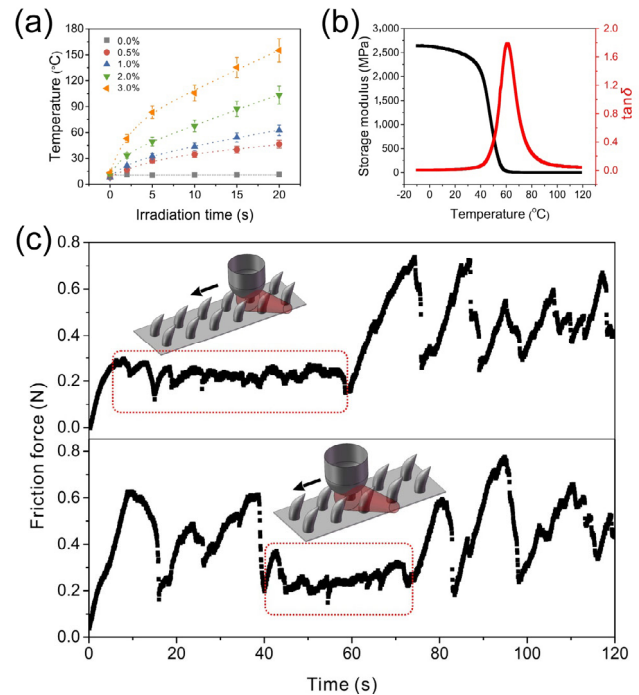 (a)
Temperature (°C)
180
150
120
90
60
30
0
0.0%
0.5%
1.0%
2.0%
3.0%
0 5 10 15 20
Irradiation time (s)
(b)
Storage modulus (MPa)
3,000
2,500
2,000
1,500
1,000
500
0
2.0
1.6
1.2
0.8
0.4
0.0
tanδ
-20 0 20 40 60 80 100 120
Temperature (°C)
(c)
Friction force (N)
0.8
0.6
0.4
0.2
0.0
0.6
0.4
0.2
0.0
0 20 40 60 80 100 120
Time (s)